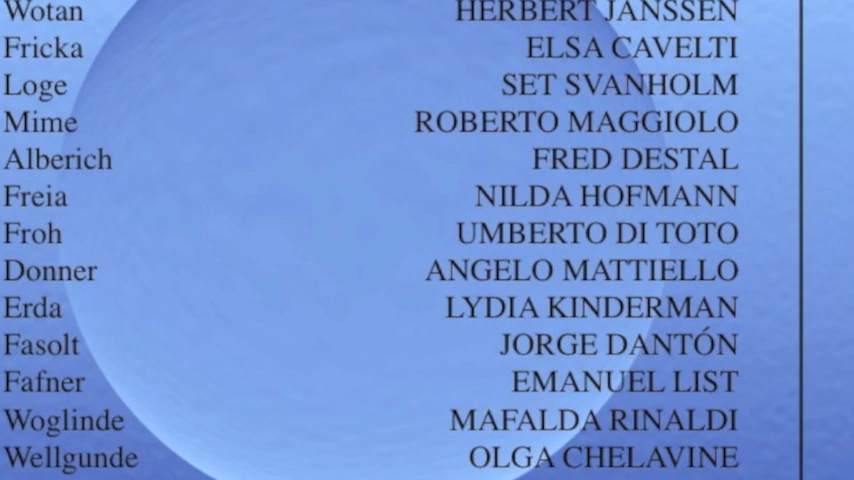 Wotan HERBERT JANSSEN
Fricka ELSA CAVELTI
Loge SET SVANHOLM
Mime ROBERTO MAGGIOLO
Alberich FRED DESTAL
Freia NILDA HOFMANN
Froh UMBERTO DI TOTO
Donner ANGELO MATTIELLO
Erda LYDIA KINDERMAN
Fasolt JORGE DANTÓN
Fafner EMANUEL LIST
Woglinde MAFALDA RINALDI
Wellgunde OLGA CHELAVINE